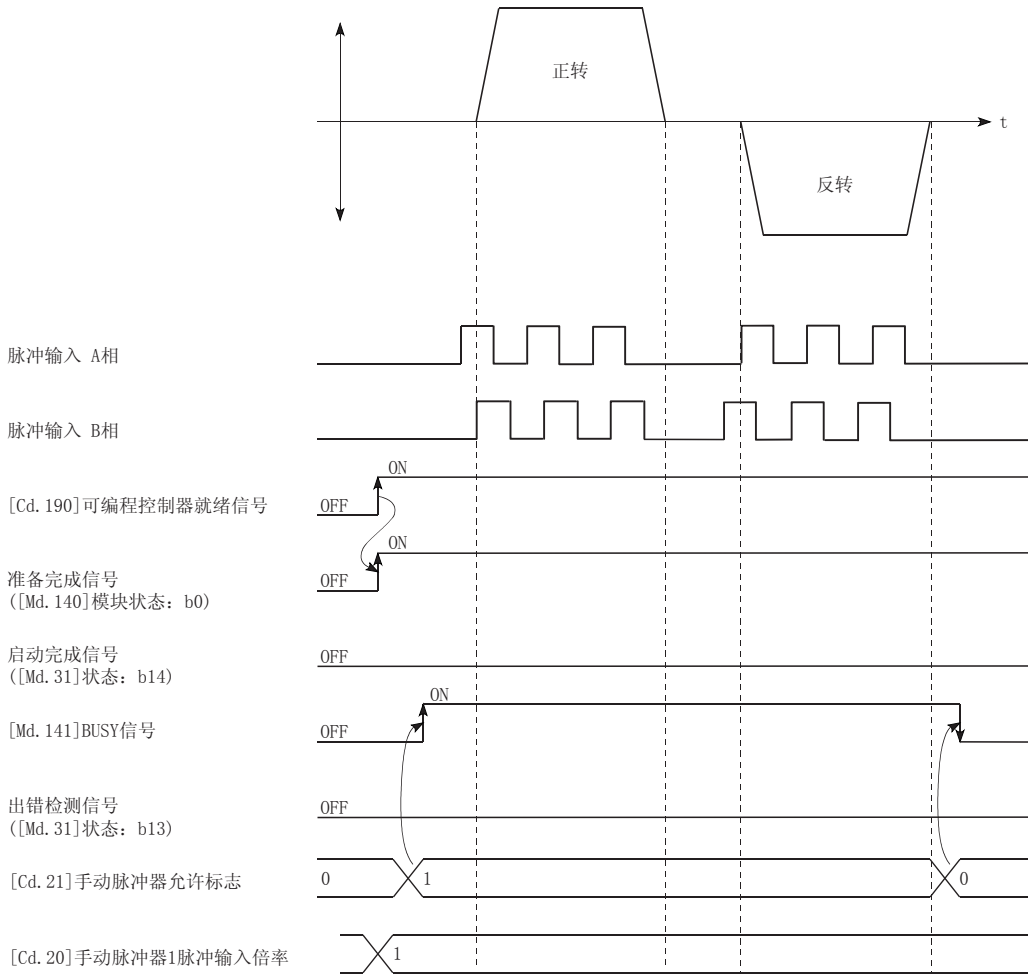 正转
t
反转
脉冲输入 A相
脉冲输入 B相
ON
[Cd.190]可编程控制器就绪信号
OFF
ON
准备完成信号
([Md.140]模块状态：b0)
OFF
启动完成信号
([Md.31]状态：b14)
OFF
ON
[Md.141]BUSY信号
OFF
出错检测信号
([Md.31]状态：b13)
OFF
[Cd.21]手动脉冲器允许标志
0
1
0
[Cd.20]手动脉冲器1脉冲输入倍率
1